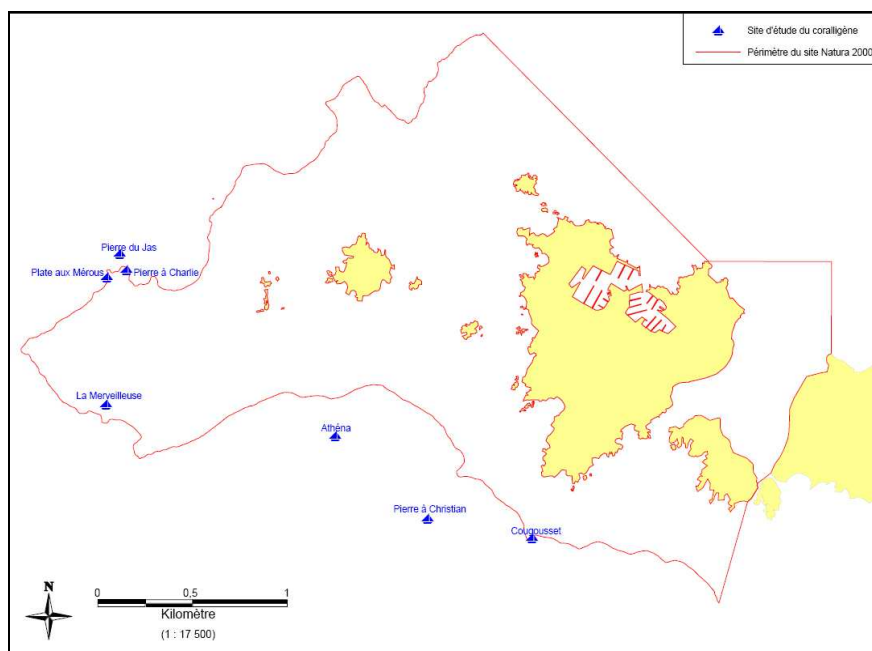 Site d'étude du coralligène
Périmètre du site Natura 2000
Pierre du Jas
Plate aux Mérous
Pierre à Charlie
La Merveilleuse
Athéna
Pierre à Christian
Cougousset
N
0 0,5 1
Kilomètre
(1 : 17 500)